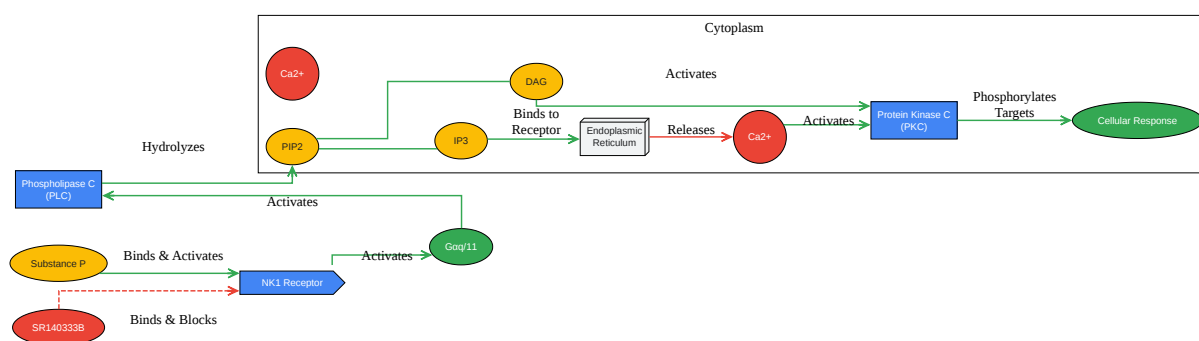 Cytoplasm
Ca2+
DAG
Activates
Binds to
Receptor
Protein Kinase C
(PKC)
Phosphorylates
Targets
Cellular Response
Hydrolyzes
PIP2
IP3
Endoplasmic
Reticulum
Releases
Ca2+
Activates
Phospholipase C
(PLC)
Activates
Substance P
Binds & Activates
NK1 Receptor
Activates
Gαq/11
SR140333B
Binds & Blocks